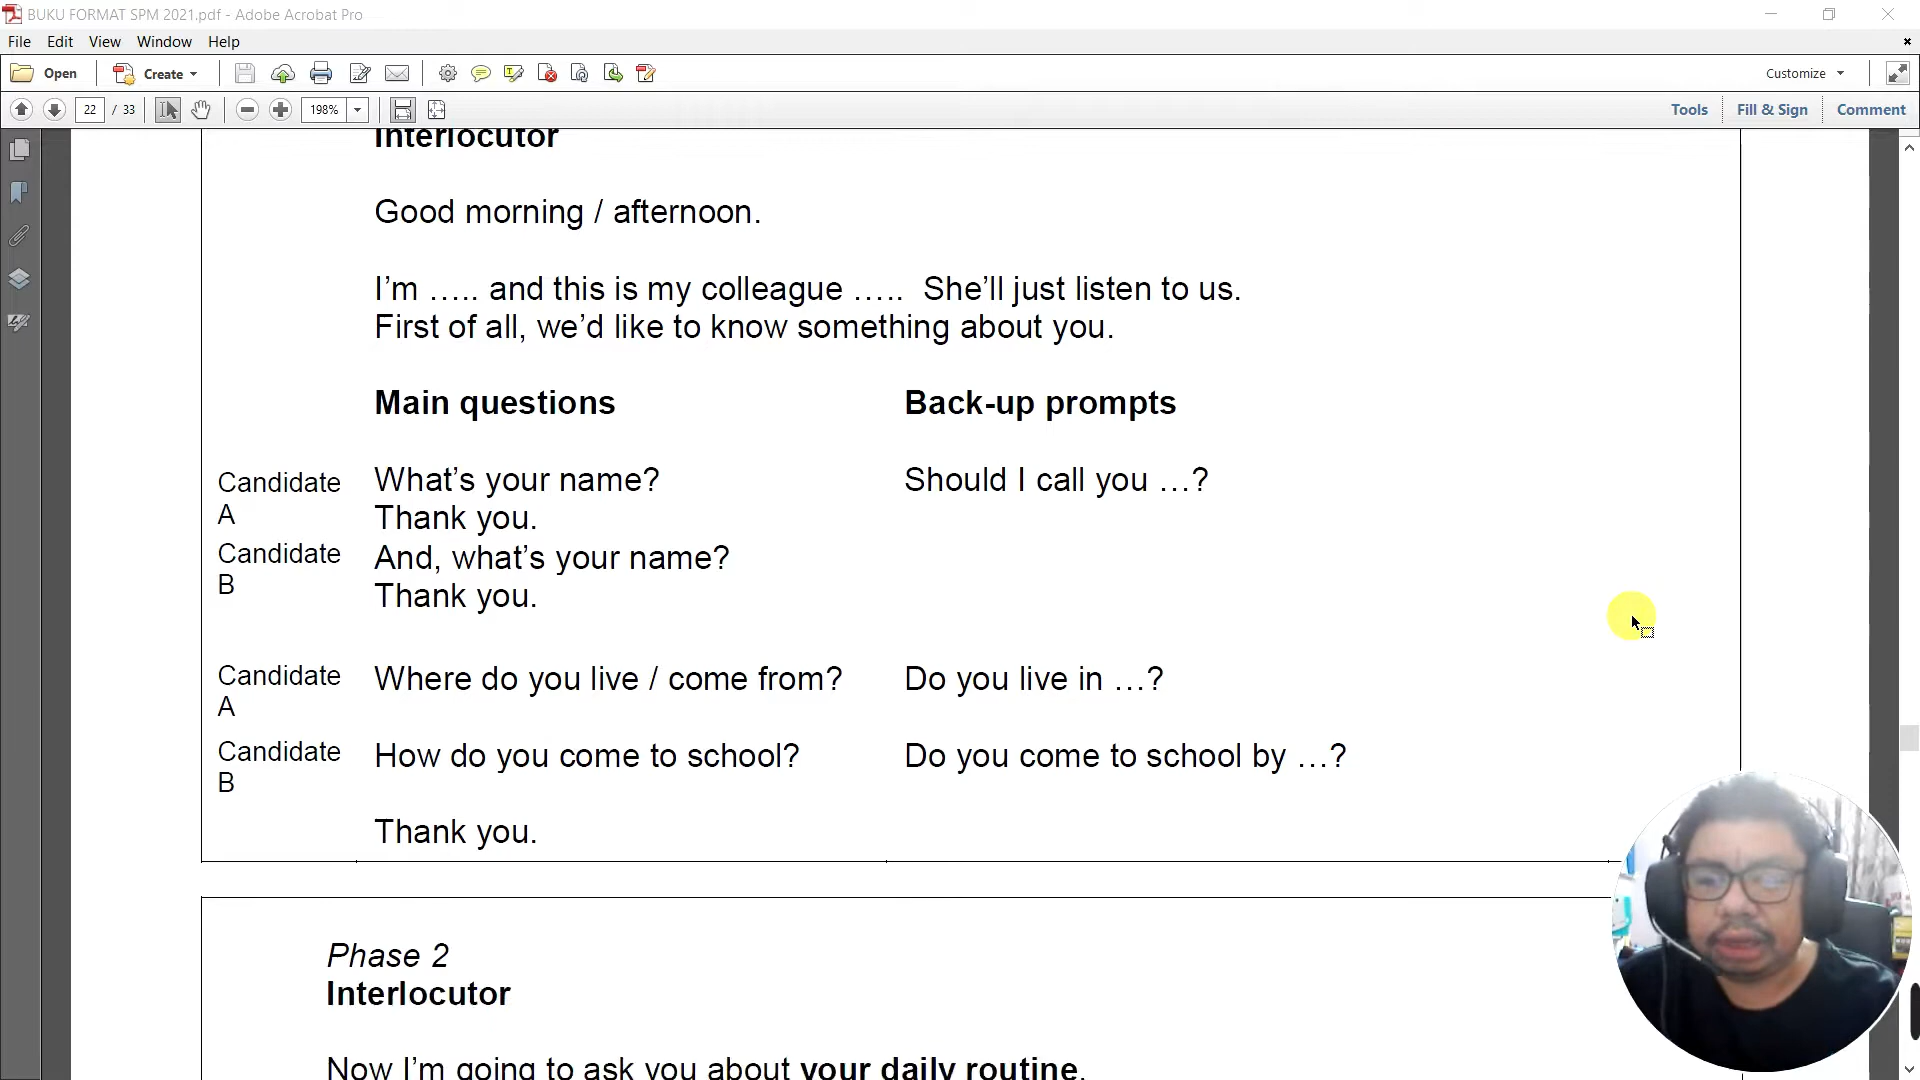 BUKU FORMAT SPM 2021.pdf - Adobe Acrobat Pro
File Edit View Window Help
Open Create Customize
22 / 33 198% Tools Fill & Sign Comment
Interlocutor
Good morning / afternoon.
I'm ….. and this is my colleague ….. She'll just listen to us.
First of all, we'd like to know something about you.
Main questions Back-up prompts
Candidate A What's your name? Should I call you …?
Thank you.
Candidate B And, what's your name?
Thank you.
Candidate A Where do you live / come from? Do you live in …?
Candidate B How do you come to school? Do you come to school by …?
Thank you.
Phase 2
Interlocutor
Now I'm going to ask you about your daily routine.